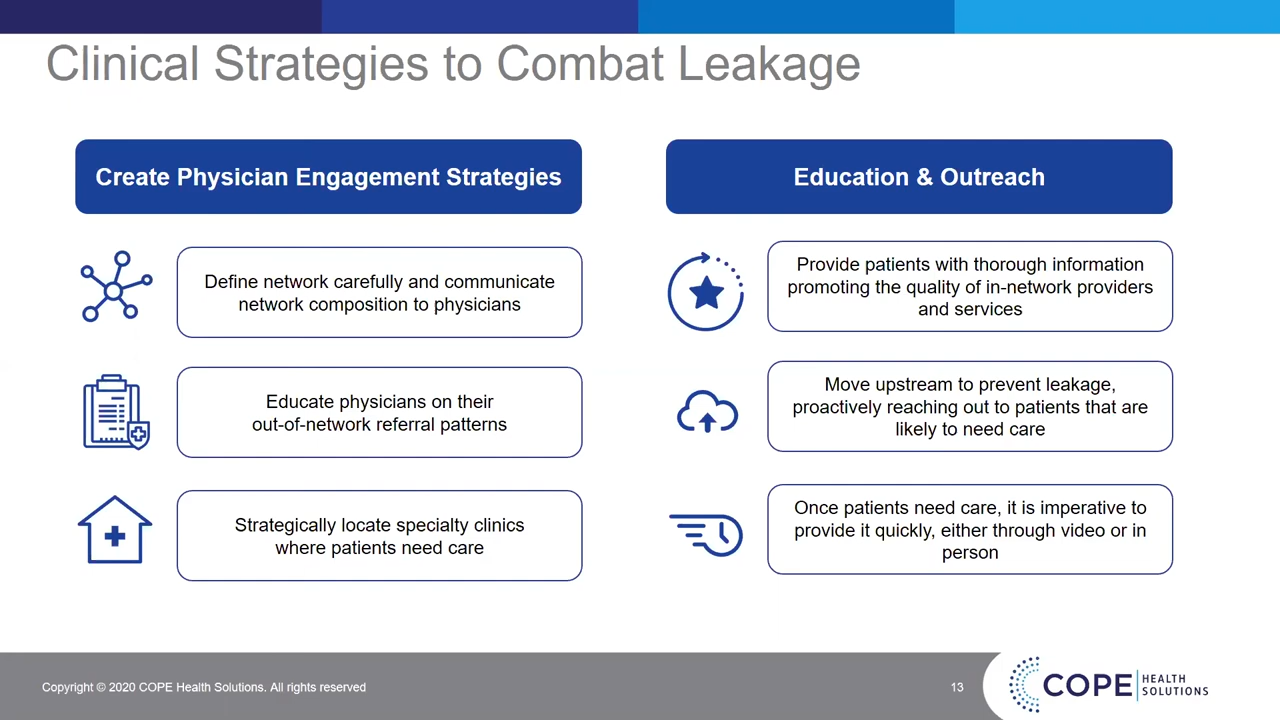 Clinical Strategies to Combat Leakage
Create Physician Engagement Strategies
Define network carefully and communicate
network composition to physicians
Educate physicians on their
out-of-network referral patterns
Strategically locate specialty clinics
where patients need care
Education & Outreach
Provide patients with thorough information
promoting the quality of in-network providers
and services
Move upstream to prevent leakage,
proactively reaching out to patients that are
likely to need care
Once patients need care, it is imperative to
provide it quickly, either through video or in
person
Copyright © 2020 COPE Health Solutions. All rights reserved
13
COPE HEALTH
SOLUTIONS